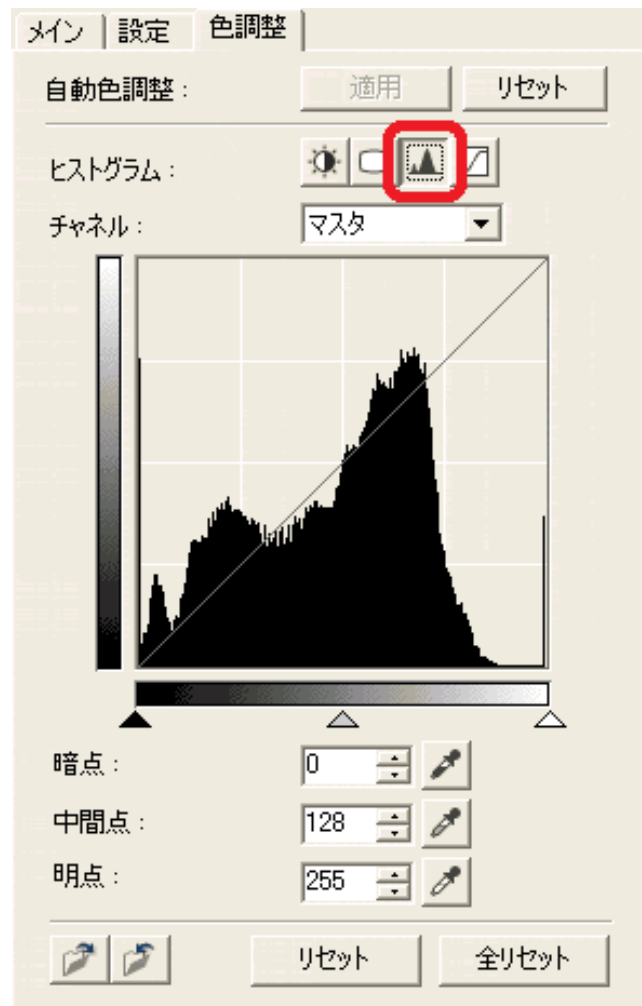 メイン 設定 色調整
自動色調整： 適用 リセット
ヒストグラム：
チャネル： マスタ
暗点： 0
中間点： 128
明点： 255
リセット 全リセット